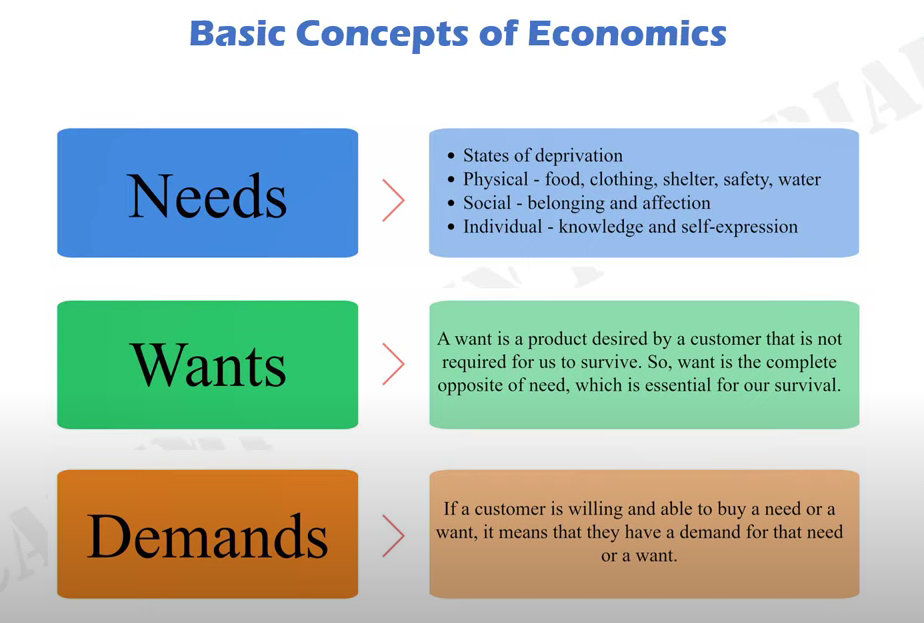 Basic Concepts of Economics
Needs
• States of deprivation
• Physical - food, clothing, shelter, safety, water
• Social - belonging and affection
• Individual - knowledge and self-expression
Wants
A want is a product desired by a customer that is not
required for us to survive. So, want is the complete
opposite of need, which is essential for our survival.
Demands
If a customer is willing and able to buy a need or a
want, it means that they have a demand for that need
or a want.